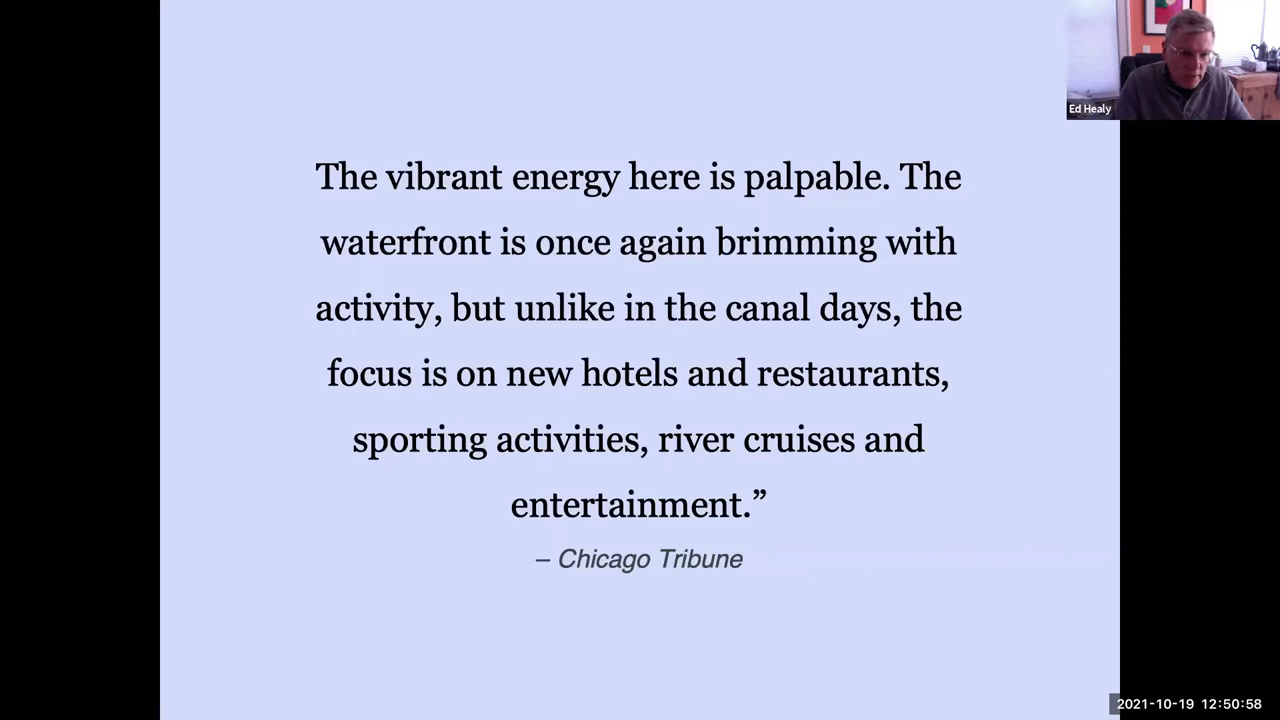 Ed Healy
The vibrant energy here is palpable. The
waterfront is once again brimming with
activity, but unlike in the canal days, the
focus is on new hotels and restaurants,
sporting activities, river cruises and
entertainment.”
– Chicago Tribune
2021-10-19 12:50:58